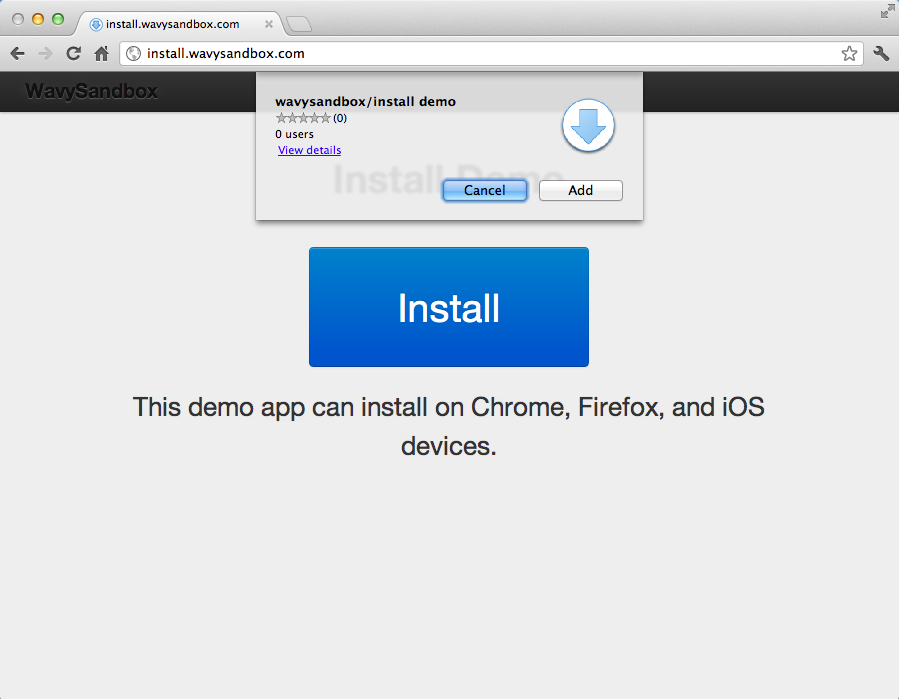 install.wavysandbox.com
install.wavysandbox.com
WavySandbox
wavysandbox/install demo
(0)
0 users
View details
Install Demo
Cancel
Add
Install
This demo app can install on Chrome, Firefox, and iOS
devices.